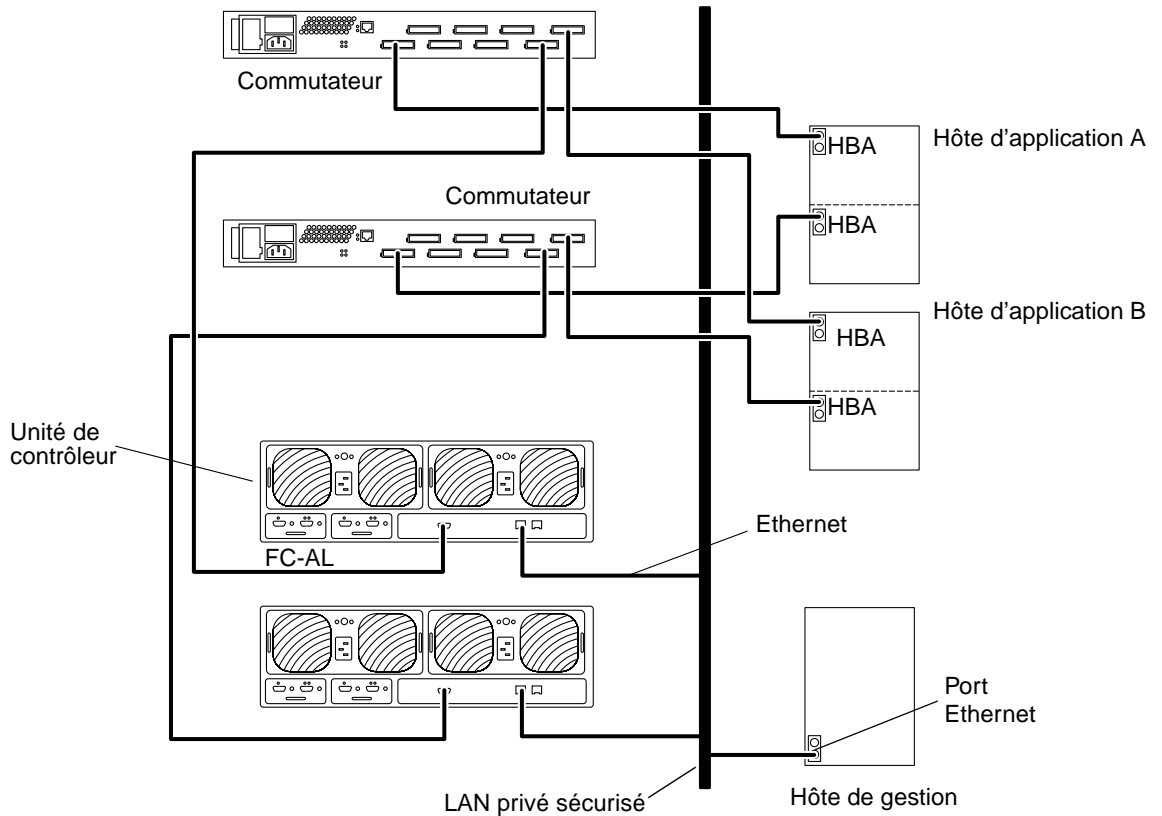 Commutateur
HBA
Hôte d'application A
Commutateur
HBA
Hôte d'application B
HBA
HBA
Unité de
contrôleur
Ethernet
FC-AL
Port
Ethernet
LAN privé sécurisé
Hôte de gestion